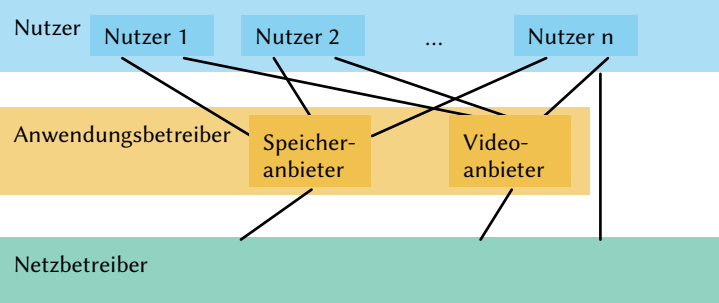 Nutzer
Nutzer 1
Nutzer 2
...
Nutzer n
Anwendungsbetreiber
Speicher-
anbieter
Video-
anbieter
Netzbetreiber